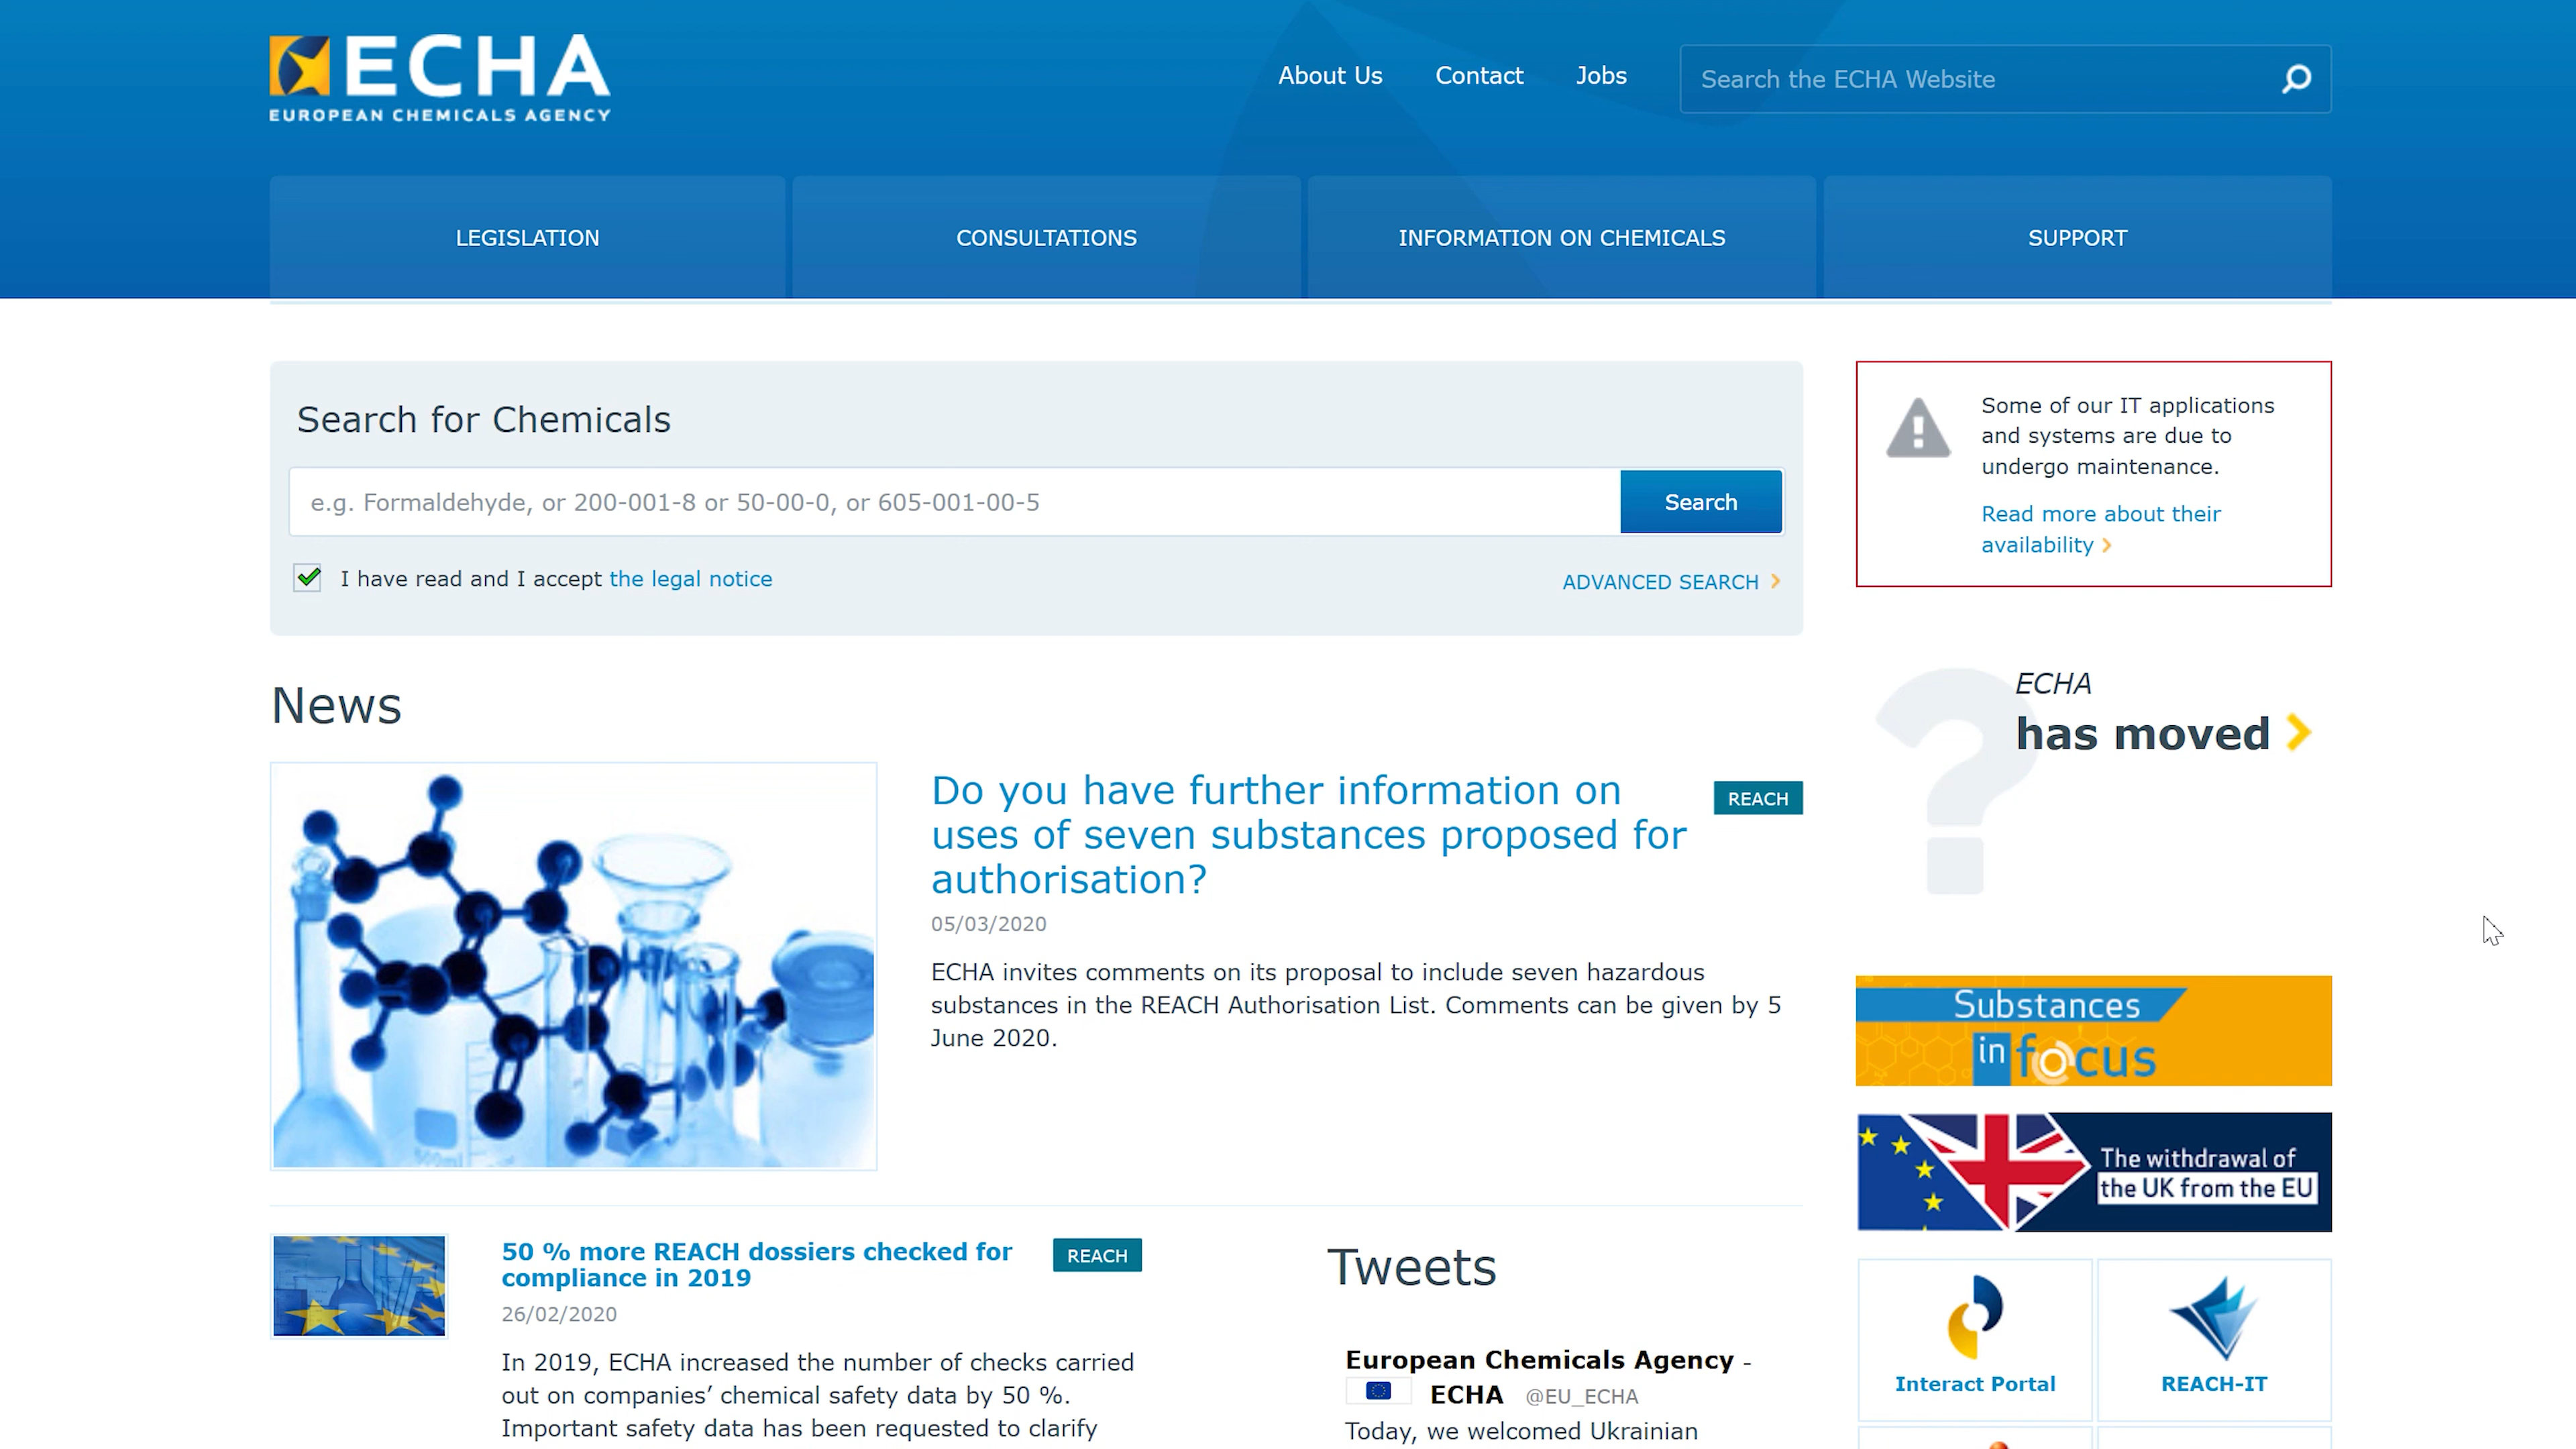 ECHA
EUROPEAN CHEMICALS AGENCY
About Us
Contact
Jobs
Search the ECHA Website
LEGISLATION
CONSULTATIONS
INFORMATION ON CHEMICALS
SUPPORT
Search for Chemicals
e.g. Formaldehyde, or 200-001-8 or 50-00-0, or 605-001-00-5
Search
I have read and I accept the legal notice
ADVANCED SEARCH
Some of our IT applications
and systems are due to
undergo maintenance.
Read more about their
availability
ECHA
has moved
News
Do you have further information on
uses of seven substances proposed for
authorisation?
REACH
05/03/2020
ECHA invites comments on its proposal to include seven hazardous
substances in the REACH Authorisation List. Comments can be given by 5
June 2020.
Substances
in focus
The withdrawal of
the UK from the EU
50 % more REACH dossiers checked for
compliance in 2019
REACH
26/02/2020
In 2019, ECHA increased the number of checks carried
out on companies’ chemical safety data by 50 %.
Important safety data has been requested to clarify
Tweets
European Chemicals Agency -
ECHA @EU_ECHA
Today, we welcomed Ukrainian
Interact Portal
REACH-IT